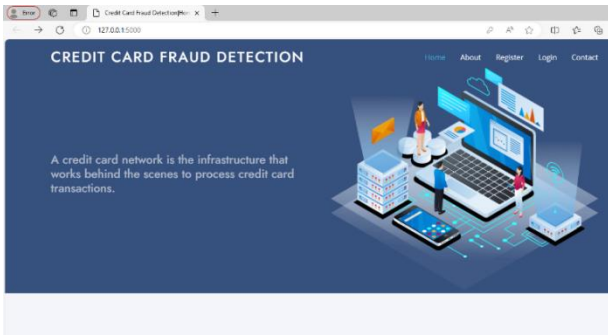 Error
Credit Card Fraud Detection|Hom
127.0.0.1:5000
CREDIT CARD FRAUD DETECTION
Home About Register Login Contact
A credit card network is the infrastructure that
works behind the scenes to process credit card
transactions.